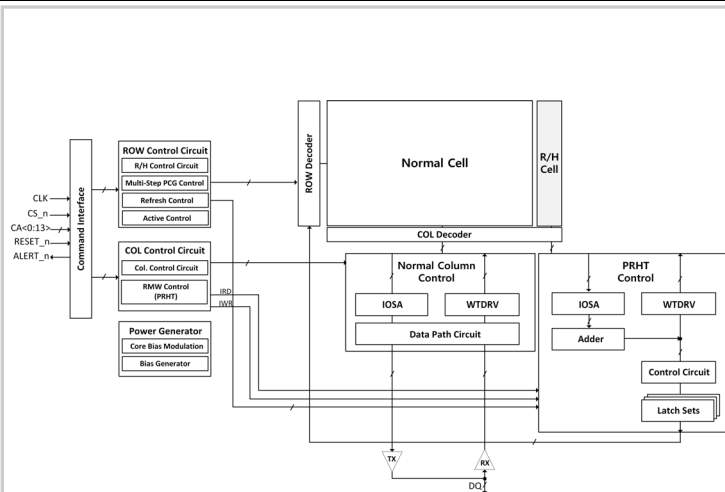 CLK
CS_n
CA<0:13>
RESET_n
ALERT_n
Command Interface
ROW Control Circuit
R/H Control Circuit
Multi-Step PCG Control
Refresh Control
Active Control
COL Control Circuit
Col. Control Circuit
RMW Control
(PRHT)
IRD
IWR
Power Generator
Core Bias Modulation
Bias Generator
ROW Decoder
Normal Cell
R/H
Cell
COL Decoder
Normal Column
Control
IOSA
WTDRV
Data Path Circuit
TX
RX
DQ
PRHT
Control
IOSA
WTDRV
Adder
Control Circuit
Latch Sets